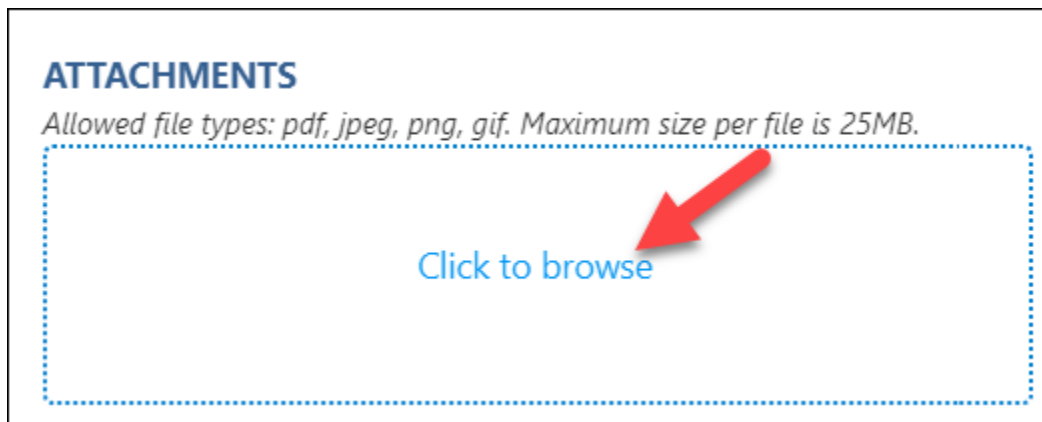 ATTACHMENTS
Allowed file types: pdf, jpeg, png, gif. Maximum size per file is 25MB.
Click to browse